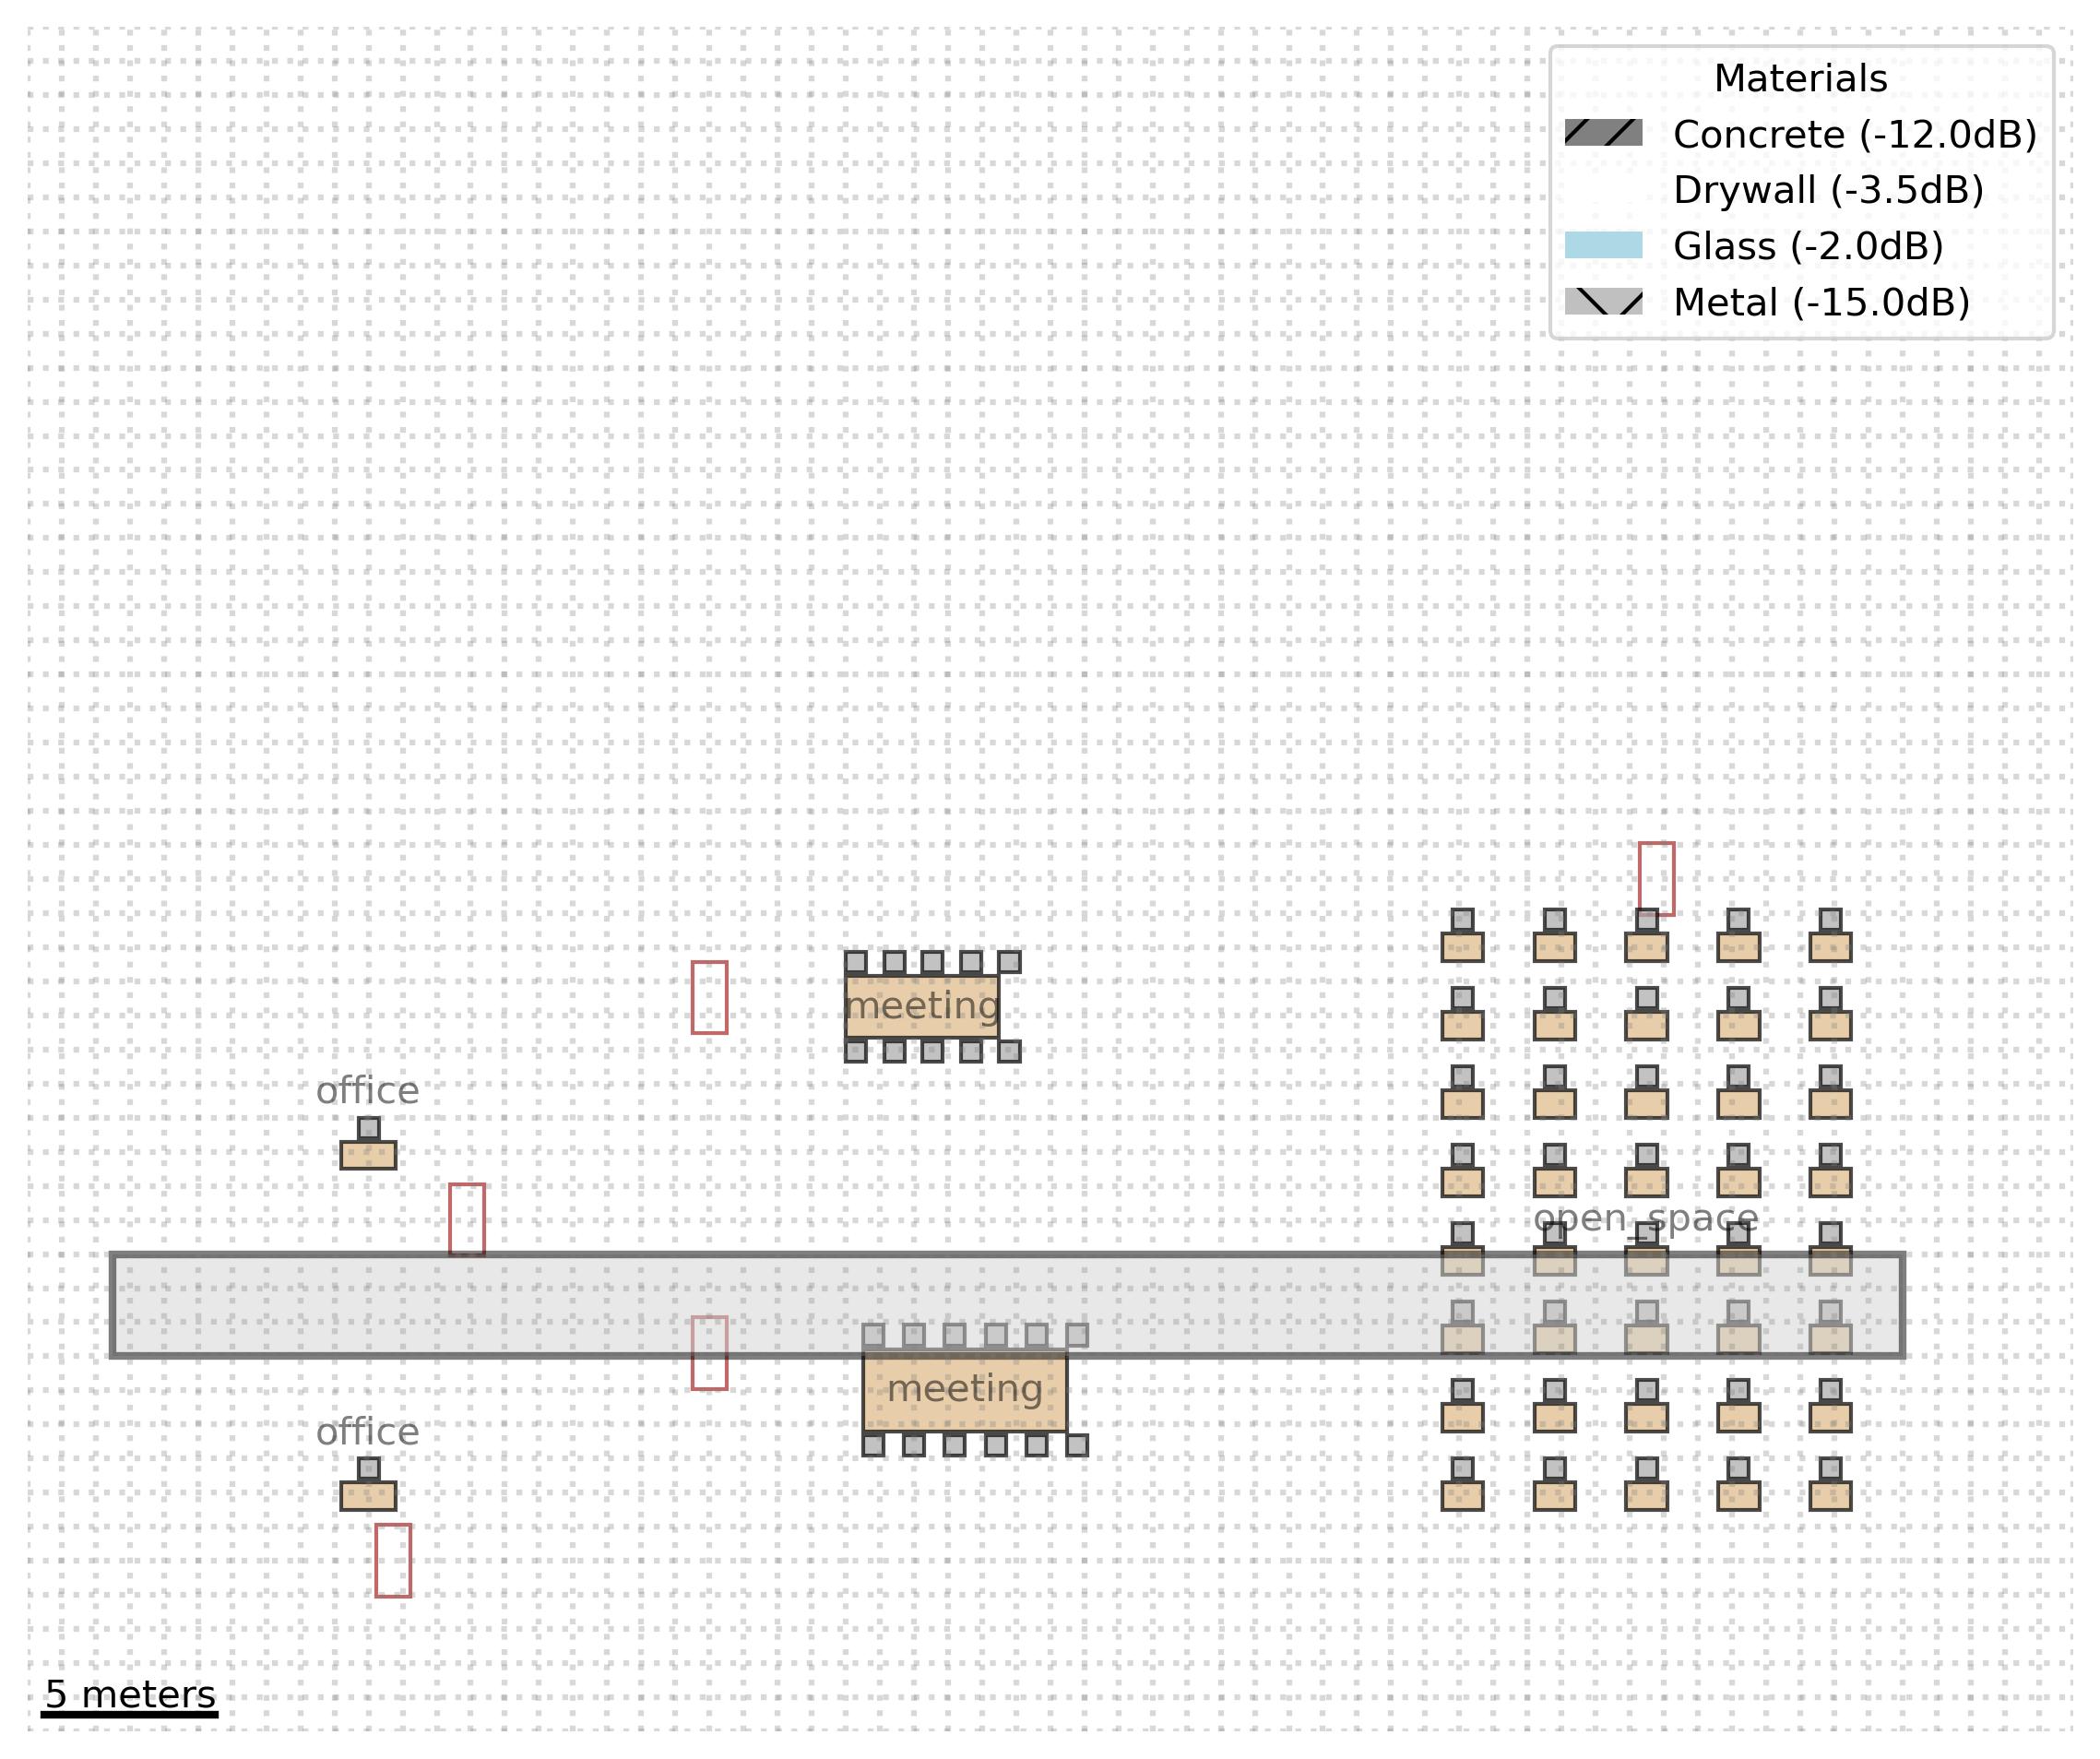 Materials
Concrete (-12.0dB)
Drywall (-3.5dB)
Glass (-2.0dB)
Metal (-15.0dB)
meeting
office
open_space
meeting
office
5 meters